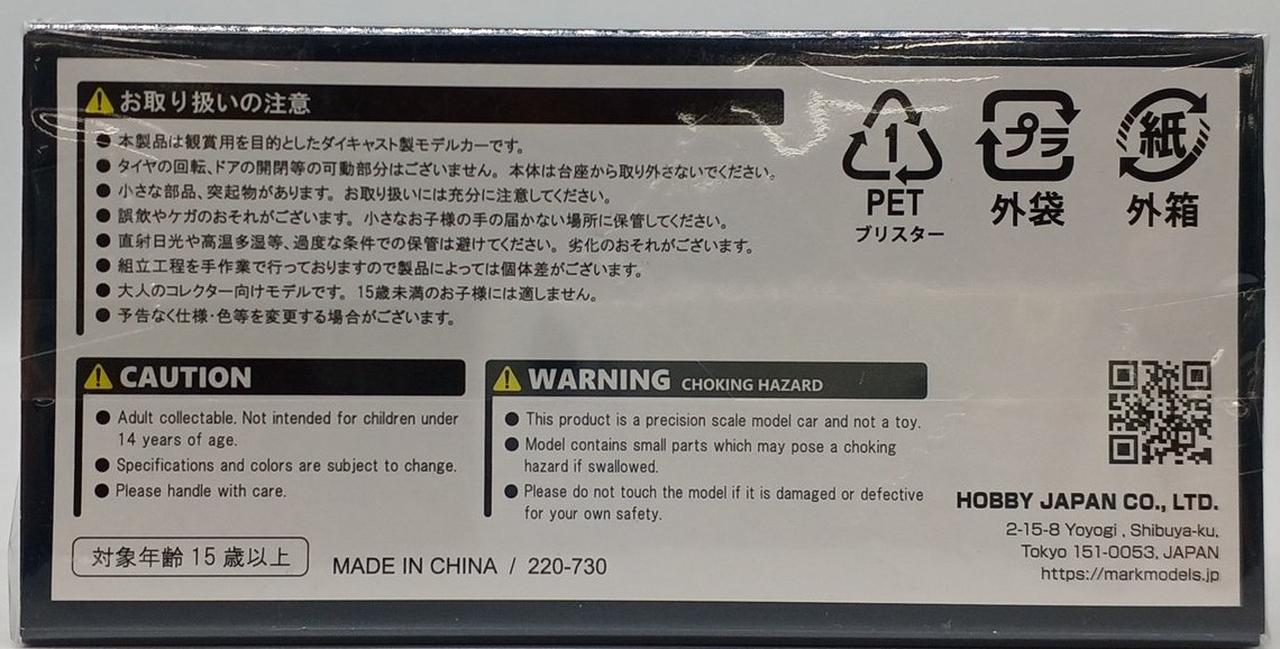 お取り扱いの注意
● 本製品は観賞用を目的としたダイキャスト製モデルカーです。
● タイヤの回転、ドアの開閉等の可動部分はございません。本体は台座から取り外さないでください。
● 小さな部品、突起物があります。お取り扱いには充分に注意してください。
● 誤飲やケガのおそれがございます。小さなお子様の手の届かない場所に保管してください。
● 直射日光や高温多湿等、過度な条件での保管は避けてください。劣化のおそれがございます。
● 組立工程を手作業で行っておりますので製品によっては個体差がございます。
● 大人のコレクター向けモデルです。15歳未満のお子様には適しません。
● 予告なく仕様・色等を変更する場合がございます。
1
PET
ブリスター
プラ
外袋
紙
外箱
CAUTION
● Adult collectable. Not intended for children under
14 years of age.
● Specifications and colors are subject to change.
● Please handle with care.
WARNING CHOKING HAZARD
● This product is a precision scale model car and not a toy.
● Model contains small parts which may pose a choking
hazard if swallowed.
● Please do not touch the model if it is damaged or defective
for your own safety.
対象年齢 15 歳以上
MADE IN CHINA / 220-730
HOBBY JAPAN CO., LTD.
2-15-8 Yoyogi , Shibuya-ku,
Tokyo 151-0053, JAPAN
https://markmodels.jp